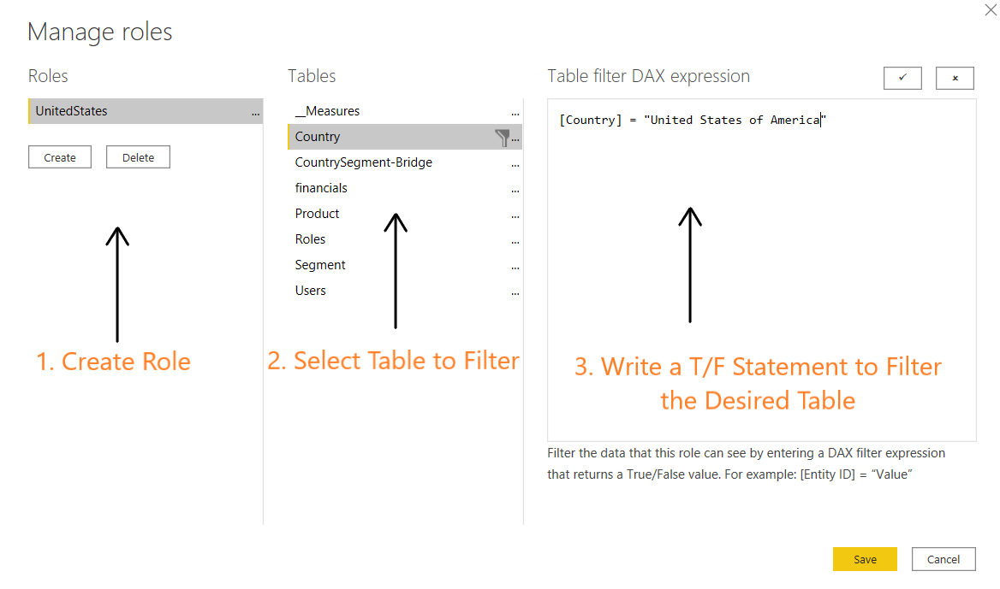 Manage roles
Roles
UnitedStates
...
Create
Delete
1. Create Role
Tables
__Measures
...
Country
...
CountrySegment-Bridge
...
financials
...
Product
...
Roles
...
Segment
...
Users
...
2. Select Table to Filter
Table filter DAX expression
[Country] = "United States of America"
3. Write a T/F Statement to Filter
the Desired Table
Filter the data that this role can see by entering a DAX filter expression
that returns a True/False value. For example: [Entity ID] = “Value”
Save
Cancel